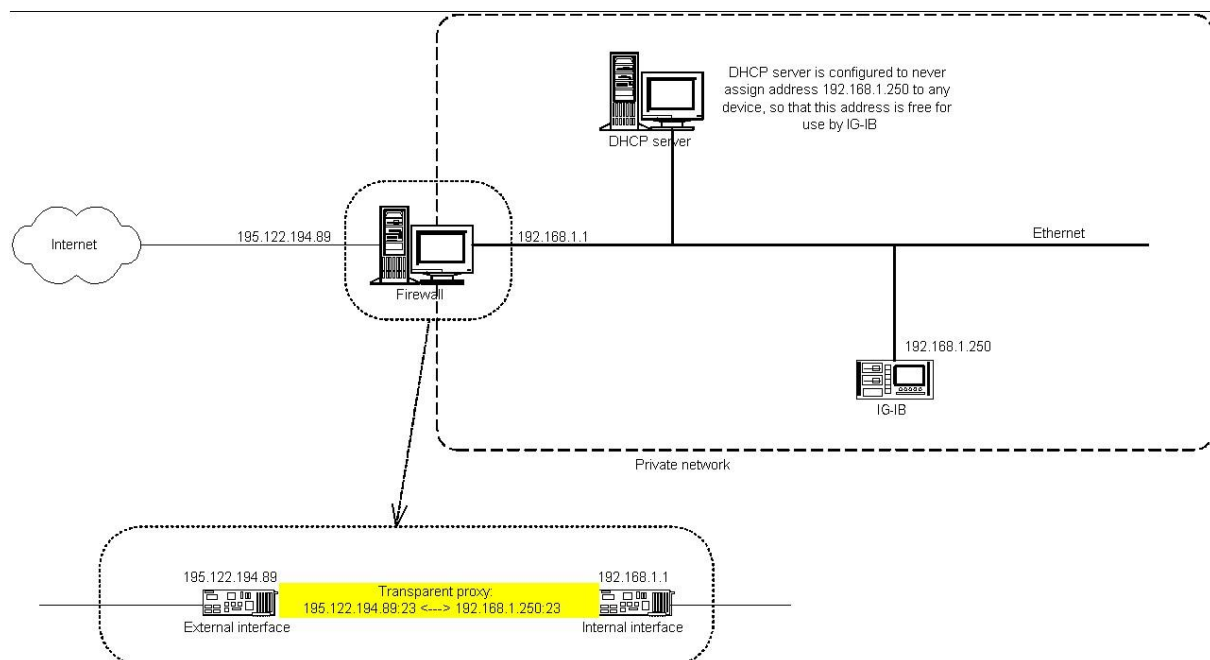 DHCP server is configured to never
assign address 192.168.1.250 to any
device, so that this address is free for
use by IG-IB
DHCP server
Internet
195.122.194.89
192.168.1.1
Ethernet
Firewall
192.168.1.250
IG-IB
Private network
195.122.194.89
192.168.1.1
Transparent proxy:
195.122.194.89:23 <---> 192.168.1.250:23
External interface
Internal interface